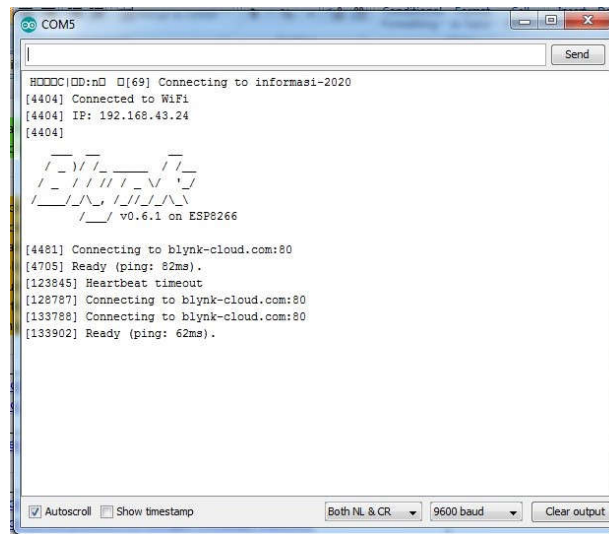 COM5
Send
H□□□C|□D:n□ □[69] Connecting to informasi-2020
[4404] Connected to WiFi
[4404] IP: 192.168.43.24
[4404]
Blynk
v0.6.1 on ESP8266
[4481] Connecting to blynk-cloud.com:80
[4705] Ready (ping: 82ms).
[123845] Heartbeat timeout
[128787] Connecting to blynk-cloud.com:80
[133788] Connecting to blynk-cloud.com:80
[133902] Ready (ping: 62ms).
Autoscroll Show timestamp Both NL & CR 9600 baud Clear output